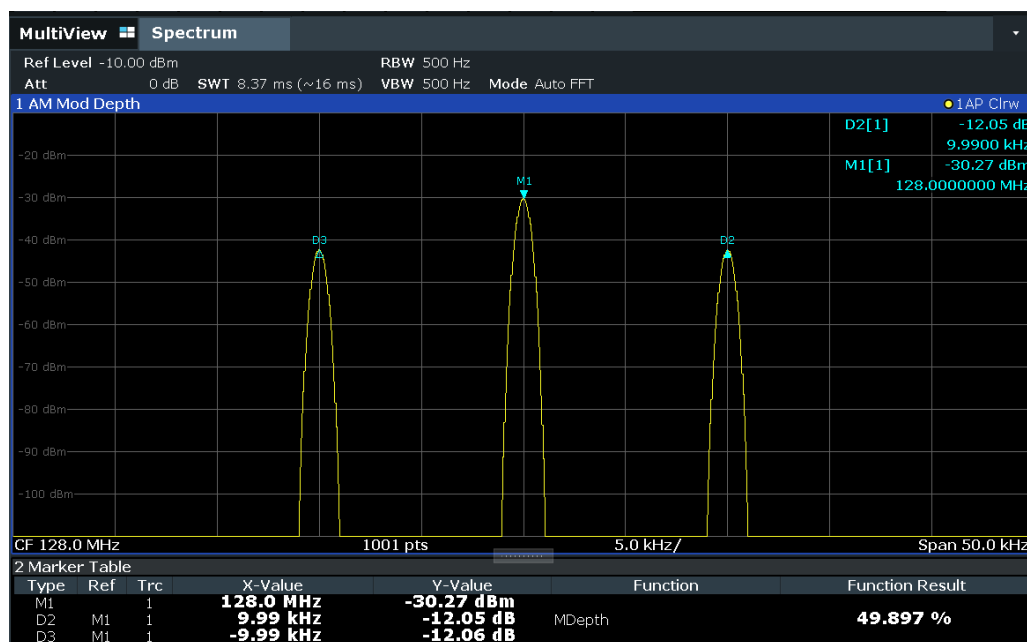 MultiView Spectrum
Ref Level -10.00 dBm RBW 500 Hz
Att 0 dB SWT 8.37 ms (~16 ms) VBW 500 Hz Mode Auto FFT
1 AM Mod Depth 1AP Clrw
D2[1] -12.05 dB
9.9900 kHz
M1[1] -30.27 dBm
128.0000000 MHz
-20 dBm
M1
-30 dBm
-40 dBm
D3 D2
-50 dBm
-60 dBm
-70 dBm
-80 dBm
-90 dBm
-100 dBm
CF 128.0 MHz 1001 pts 5.0 kHz/ Span 50.0 kHz
2 Marker Table
Type Ref Trc X-Value Y-Value Function Function Result
M1 1 128.0 MHz -30.27 dBm
D2 M1 1 9.99 kHz -12.05 dB MDepth 49.897 %
D3 M1 1 -9.99 kHz -12.06 dB